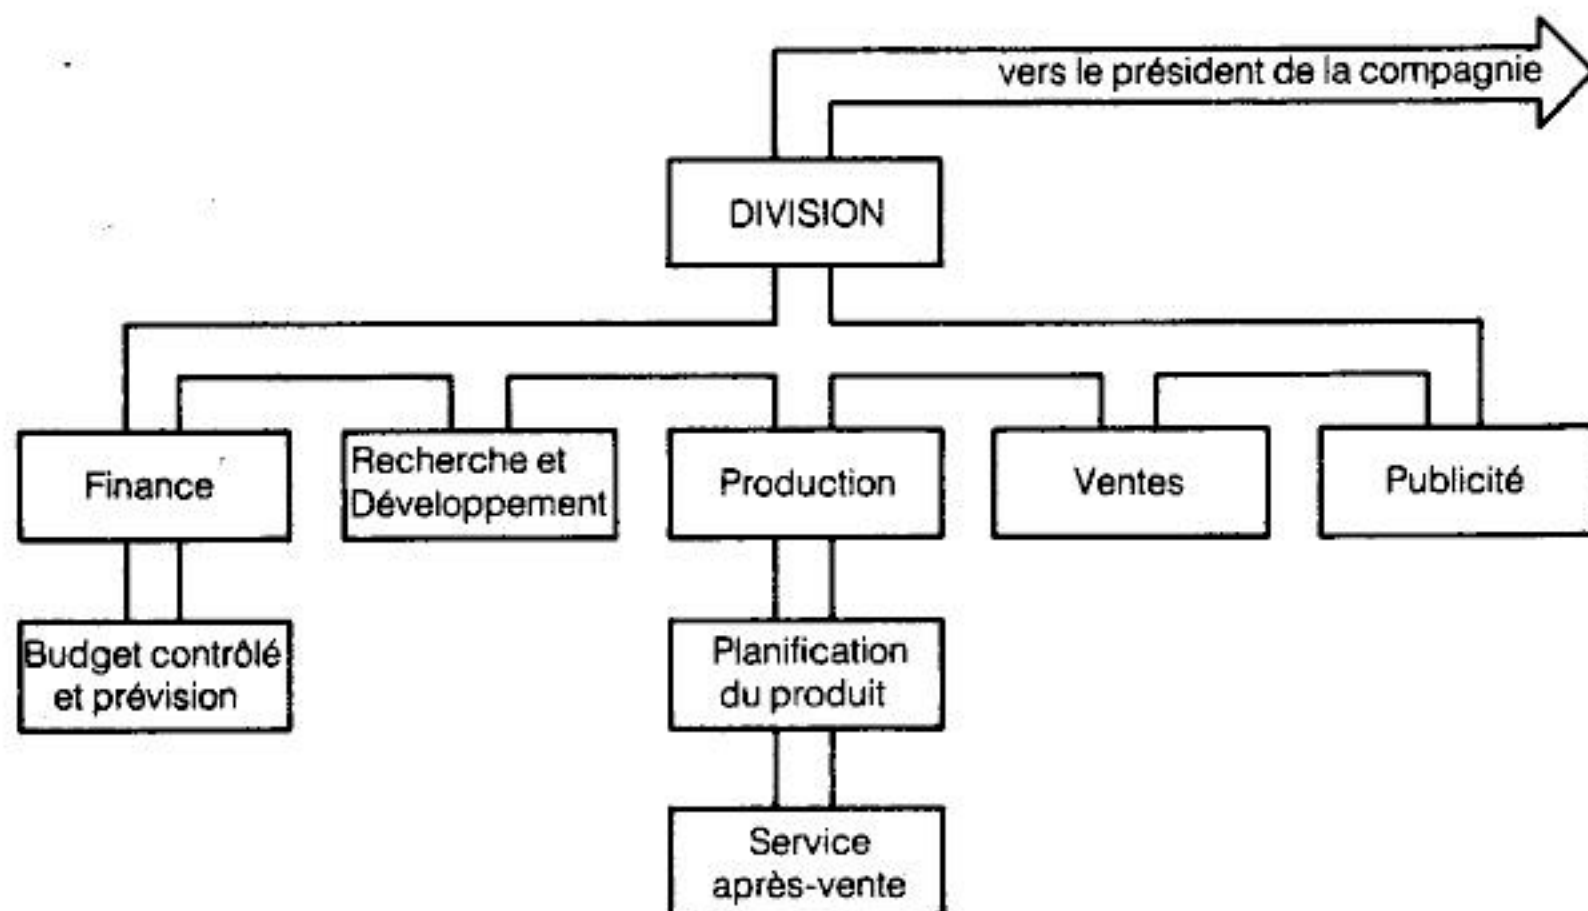 vers le président de la compagnie
DIVISION
Finance
Recherche et
Développement
Production
Ventes
Publicité
Budget contrôlé
et prévision
Planification
du produit
Service
après-vente